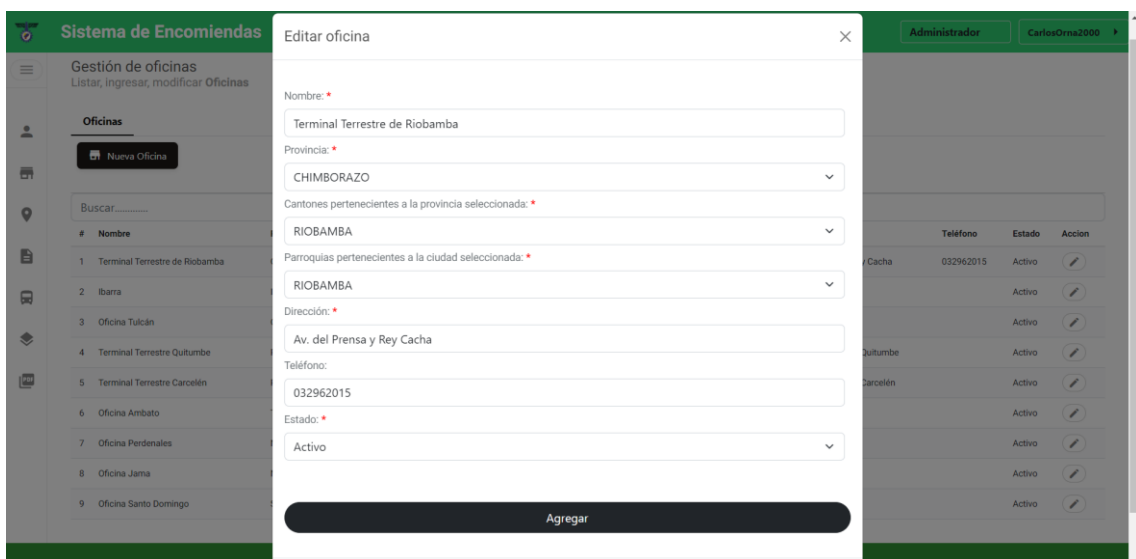 Sistema de Encomiendas
Administrador
CarlosOrna2000
Gestión de oficinas
Listar, ingresar, modificar Oficinas
Oficinas
Nueva Oficina
Buscar............
# Nombre Teléfono Estado Accion
1 Terminal Terrestre de Riobamba y Cacha 032962015 Activo
2 Ibarra Activo
3 Oficina Tulcán Activo
4 Terminal Terrestre Quitumbe Quitumbe Activo
5 Terminal Terrestre Carcelén Carcelén Activo
6 Oficina Ambato Activo
7 Oficina Perdenales Activo
8 Oficina Jama Activo
9 Oficina Santo Domingo Activo
Editar oficina
Nombre: *
Terminal Terrestre de Riobamba
Provincia: *
CHIMBORAZO
Cantones pertenecientes a la provincia seleccionada: *
RIOBAMBA
Parroquias pertenecientes a la ciudad seleccionada: *
RIOBAMBA
Dirección: *
Av. del Prensa y Rey Cacha
Teléfono:
032962015
Estado: *
Activo
Agregar